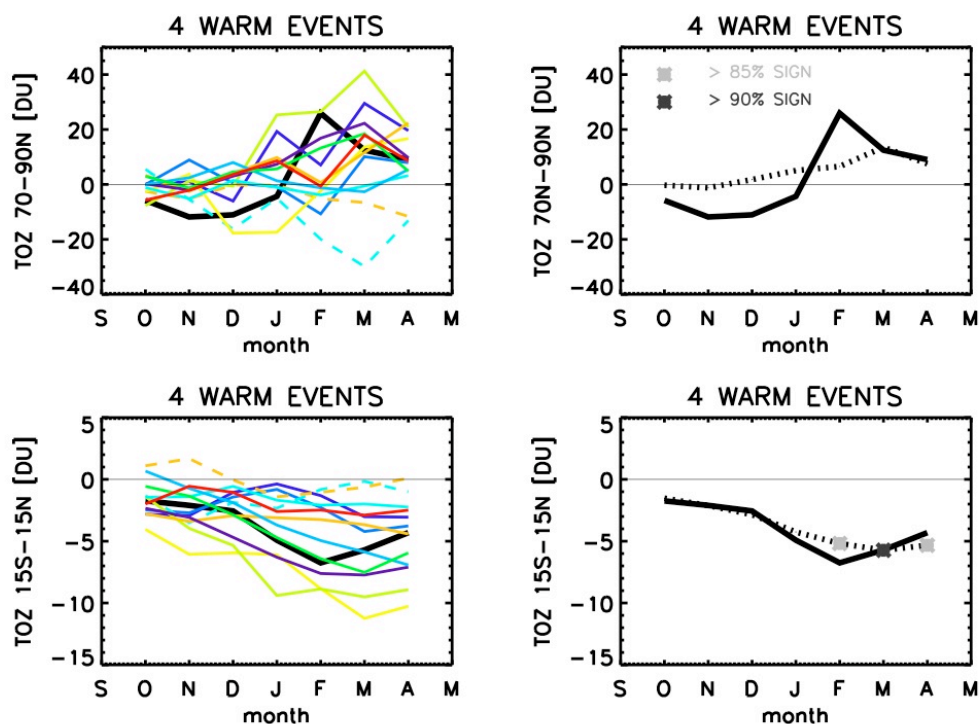 4 WARM EVENTS
TOZ 70-90N [DU]
40
20
0
-20
-40
S O N D J F M A M
month
4 WARM EVENTS
TOZ 70N-90N [DU]
40
20
0
-20
-40
> 85% SIGN
> 90% SIGN
S O N D J F M A M
month
4 WARM EVENTS
TOZ 15S-15N [DU]
5
0
-5
-10
-15
S O N D J F M A M
month
4 WARM EVENTS
TOZ 15S-15N [DU]
5
0
-5
-10
-15
S O N D J F M A M
month